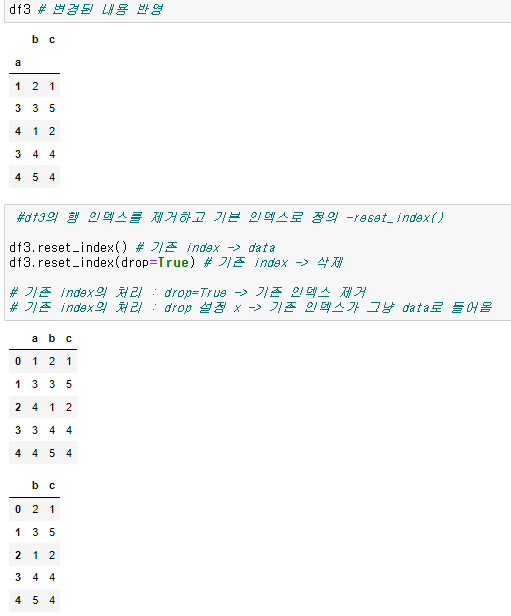 df3 # 변경된 내용 반영
b c
a
1 2 1
3 3 5
4 1 2
3 4 4
4 5 4
#df3의 행 인덱스를 제거하고 기본 인덱스로 정의 -reset_index()
df3.reset_index() # 기존 index -> data
df3.reset_index(drop=True) # 기존 index -> 삭제
# 기존 index의 처리 : drop=True -> 기존 인덱스 제거
# 기존 index의 처리 : drop 설정 x -> 기존 인덱스가 그냥 data로 들어옴
a b c
0 1 2 1
1 3 3 5
2 4 1 2
3 3 4 4
4 4 5 4
b c
0 2 1
1 3 5
2 1 2
3 4 4
4 5 4